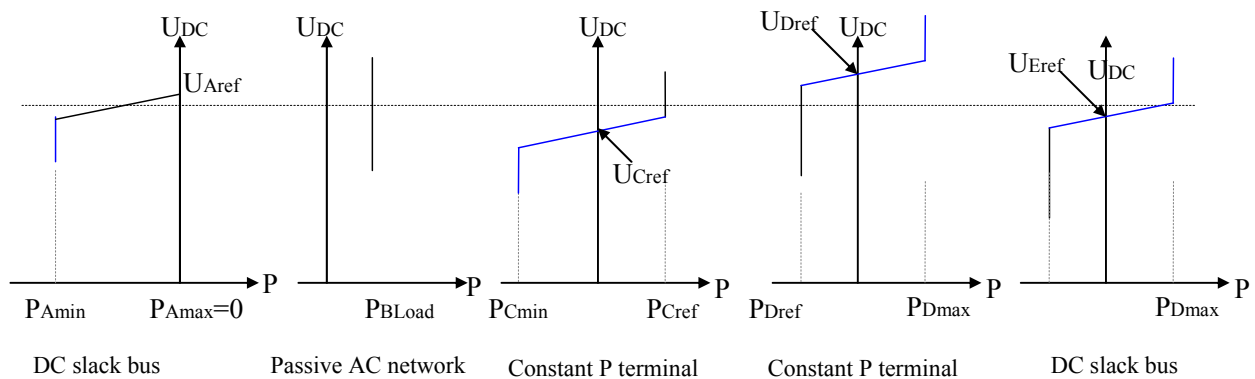 UDC
UDC
UDC
UDref
UDC
UEref
UDC
UAref
UCref
P
P
P
P
P
PAmin
PAmax=0
PBLoad
PCmin
PCref
PDref
PDmax
PDmax
DC slack bus
Passive AC network
Constant P terminal
Constant P terminal
DC slack bus